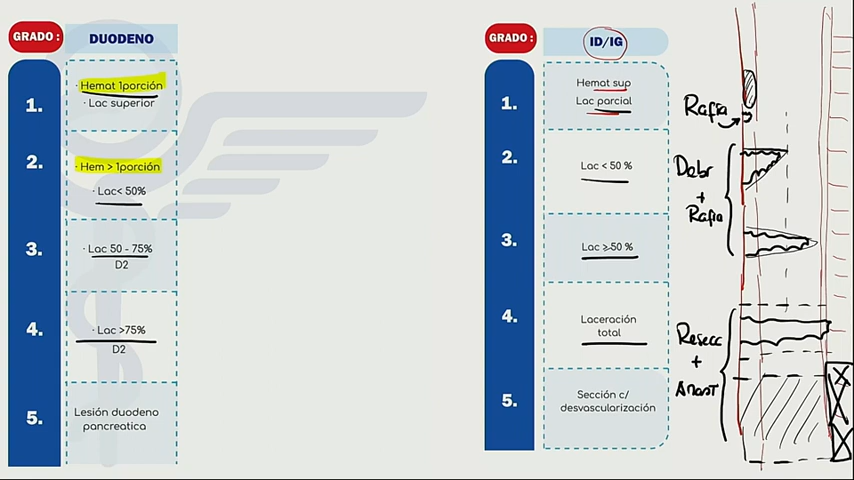 GRADO :
DUODENO
1.
· Hemat 1porción
· Lac superior
2.
· Hem > 1porción
· Lac< 50%
3.
· Lac 50 - 75%
D2
4.
· Lac >75%
D2
5.
Lesión duodeno
pancreatica
GRADO :
ID/IG
1.
Hemat sup
Lac parcial
2.
Lac < 50 %
3.
Lac ≥50 %
4.
Laceración
total
5.
Sección c/
desvascularización
Rafia
Debr
+
Rafia
Resecc
+
Anast